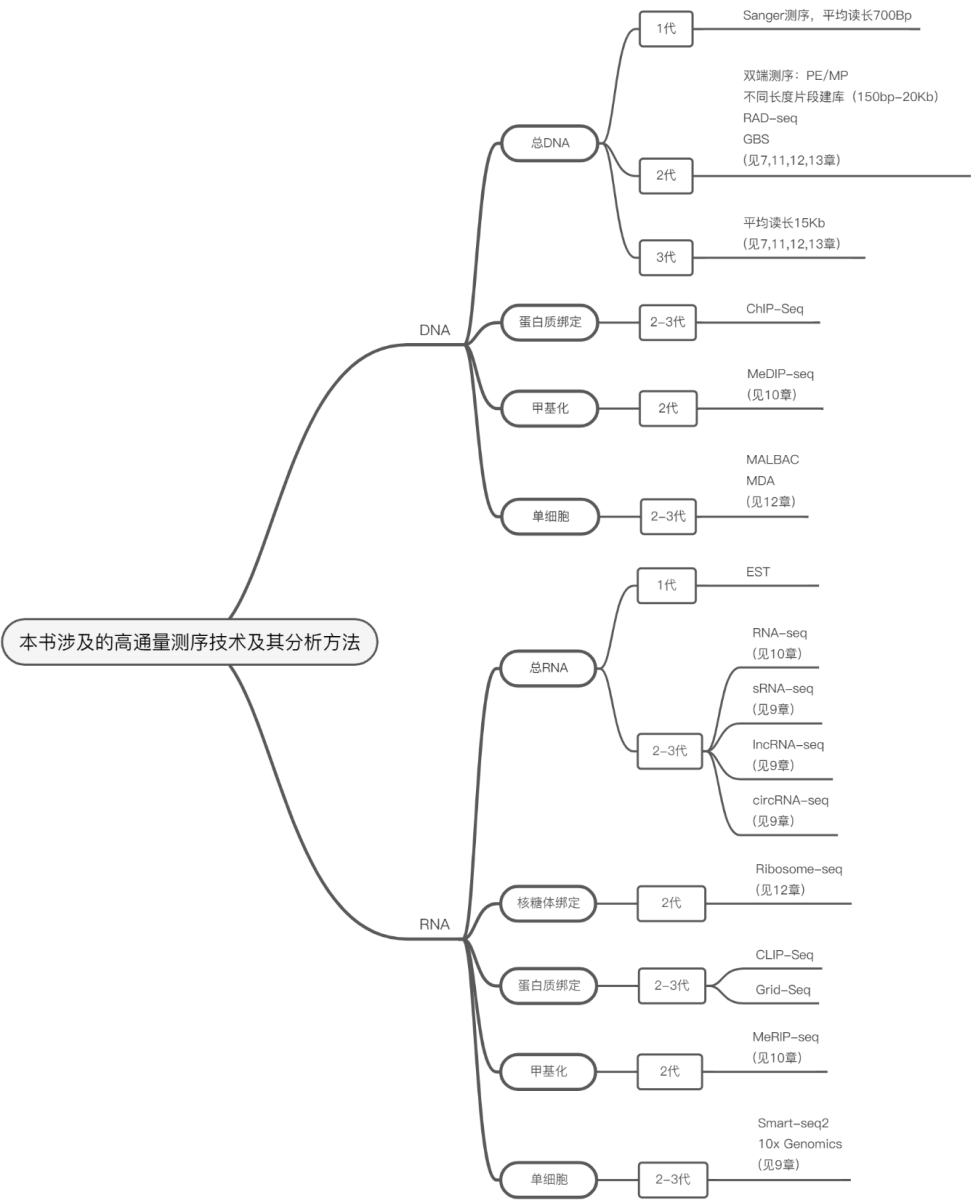 本书涉及的高通量测序技术及其分析方法
DNA
总DNA
1代
Sanger测序，平均读长700Bp
2代
双端测序：PE/MP
不同长度片段建库（150bp-20Kb）
RAD-seq
GBS
(见7,11,12,13章)
3代
平均读长15Kb
(见7,11,12,13章)
蛋白质绑定
2-3代
ChIP-Seq
甲基化
2代
MeDIP-seq
(见10章)
单细胞
2-3代
MALBAC
MDA
(见12章)
RNA
总RNA
1代
EST
2-3代
RNA-seq
(见10章)
sRNA-seq
(见9章)
lncRNA-seq
(见9章)
circRNA-seq
(见9章)
核糖体绑定
2代
Ribosome-seq
(见12章)
蛋白质绑定
2-3代
CLIP-Seq
Grid-Seq
甲基化
2代
MeRIP-seq
(见10章)
单细胞
2-3代
Smart-seq2
10x Genomics
(见9章)